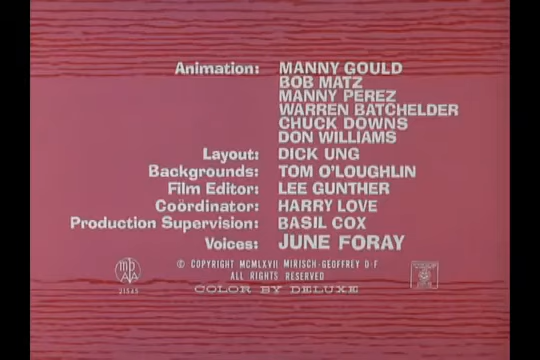 Animation: MANNY GOULD
BOB MATZ
MANNY PEREZ
WARREN BATCHELDER
CHUCK DOWNS
DON WILLIAMS
Layout: DICK UNG
Backgrounds: TOM O'LOUGHLIN
Film Editor: LEE GUNTHER
Coördinator: HARRY LOVE
Production Supervision: BASIL COX
Voices: JUNE FORAY
© COPYRIGHT MCMLXVII MIRISCH-GEOFFREY D-F
ALL RIGHTS RESERVED
COLOR BY DELUXE
21545